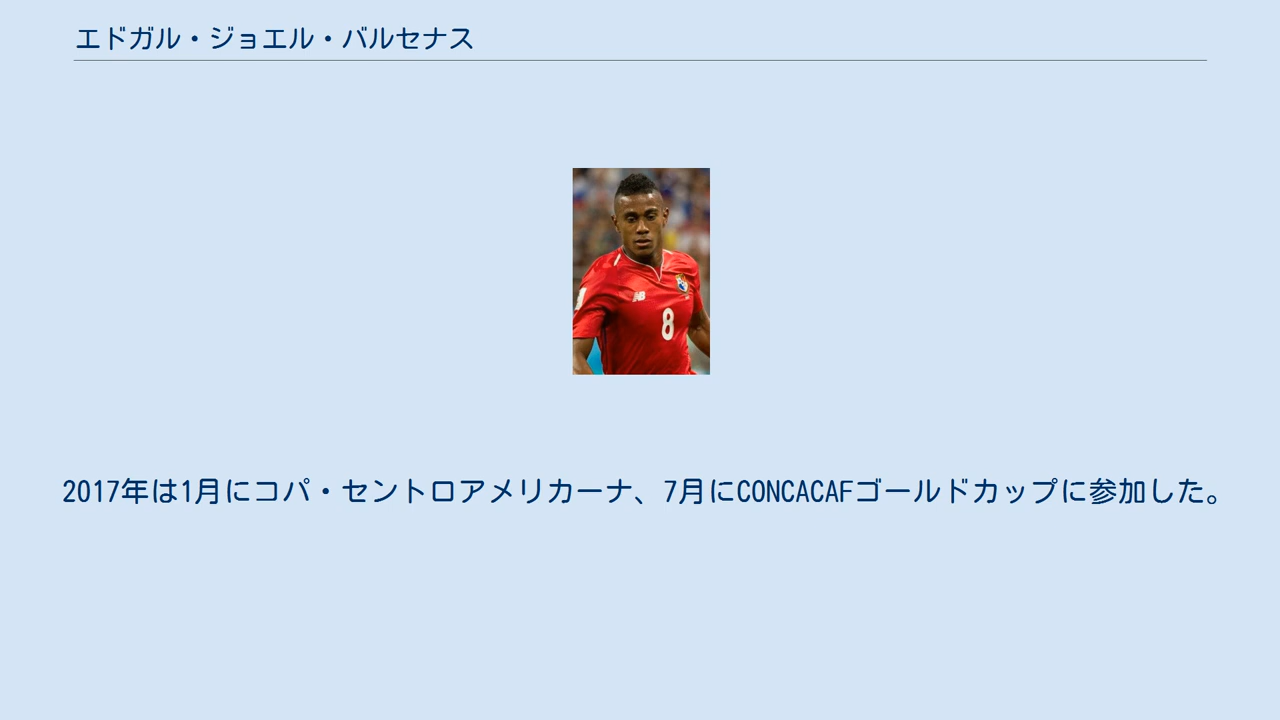 エドガル・ジョエル・バルセナス
NB
8
2017年は1月にコパ・セントロアメリカーナ、7月にCONCACAFゴールドカップに参加した。